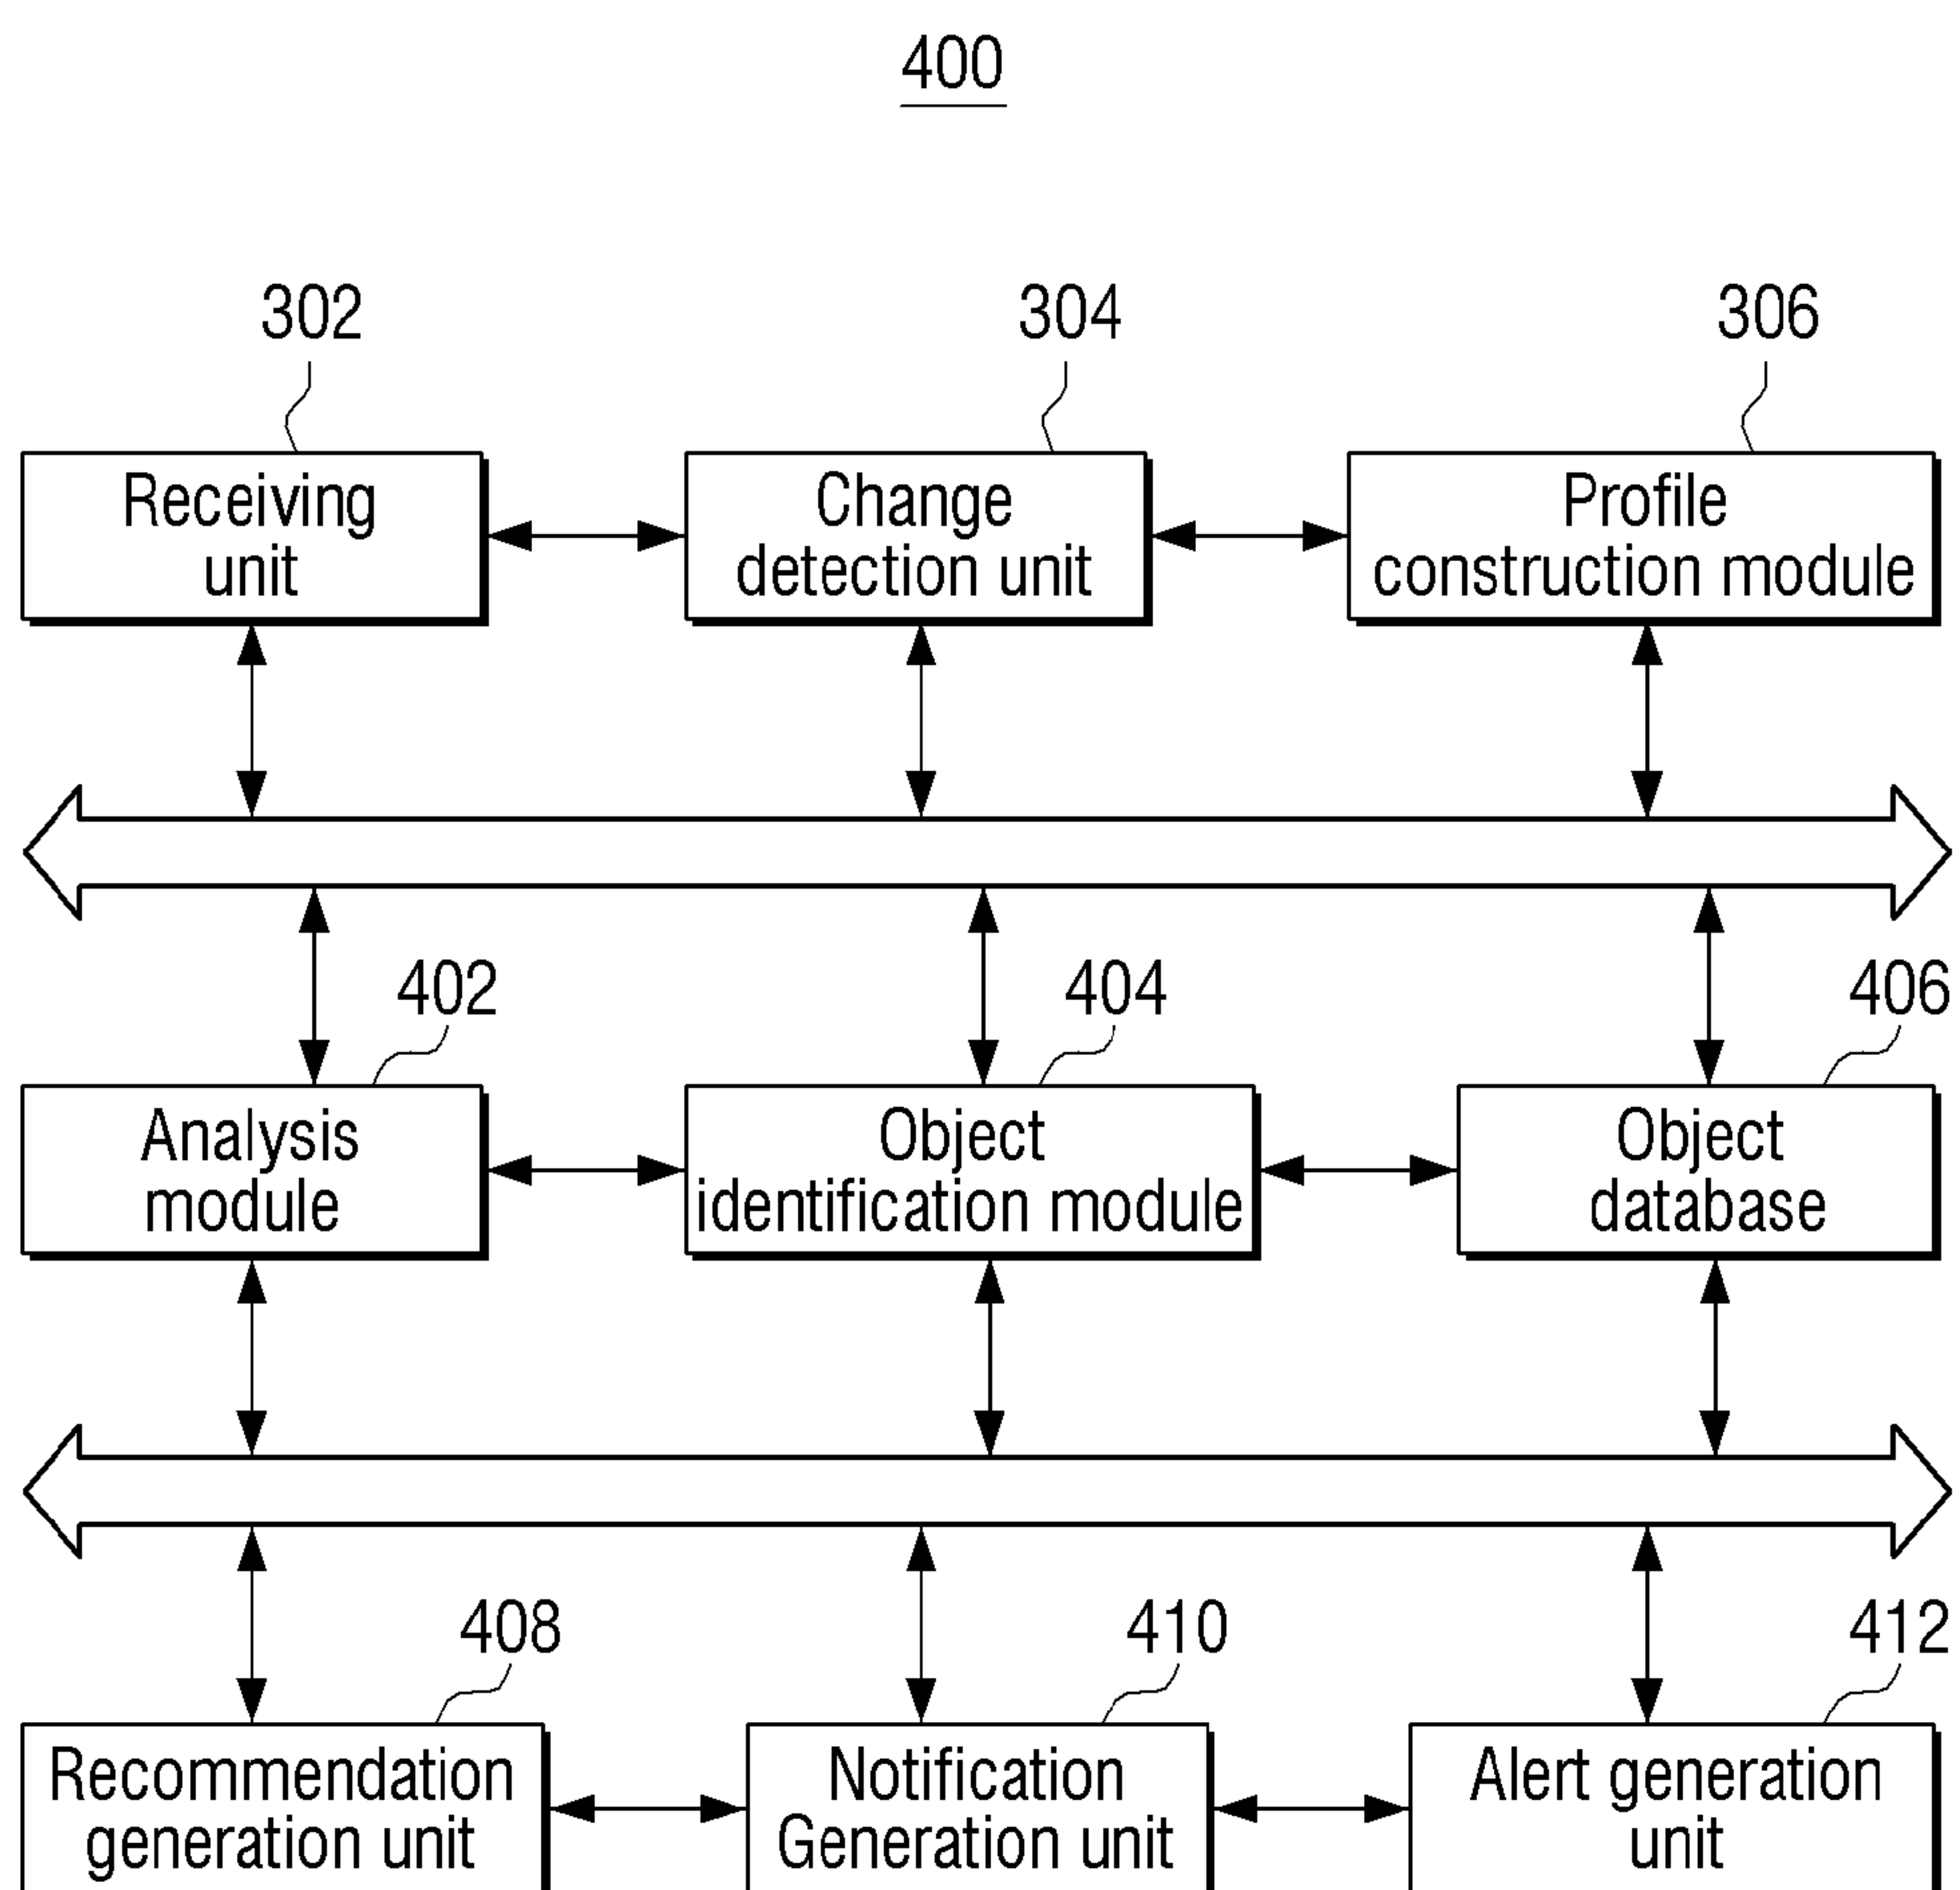 400
302
304
306
Receiving
unit
Change
detection unit
Profile
construction module
402
404
406
Analysis
module
Object
identification module
Object
database
408
410
412
Recommendation
generation unit
Notification
Generation unit
Alert generation
unit